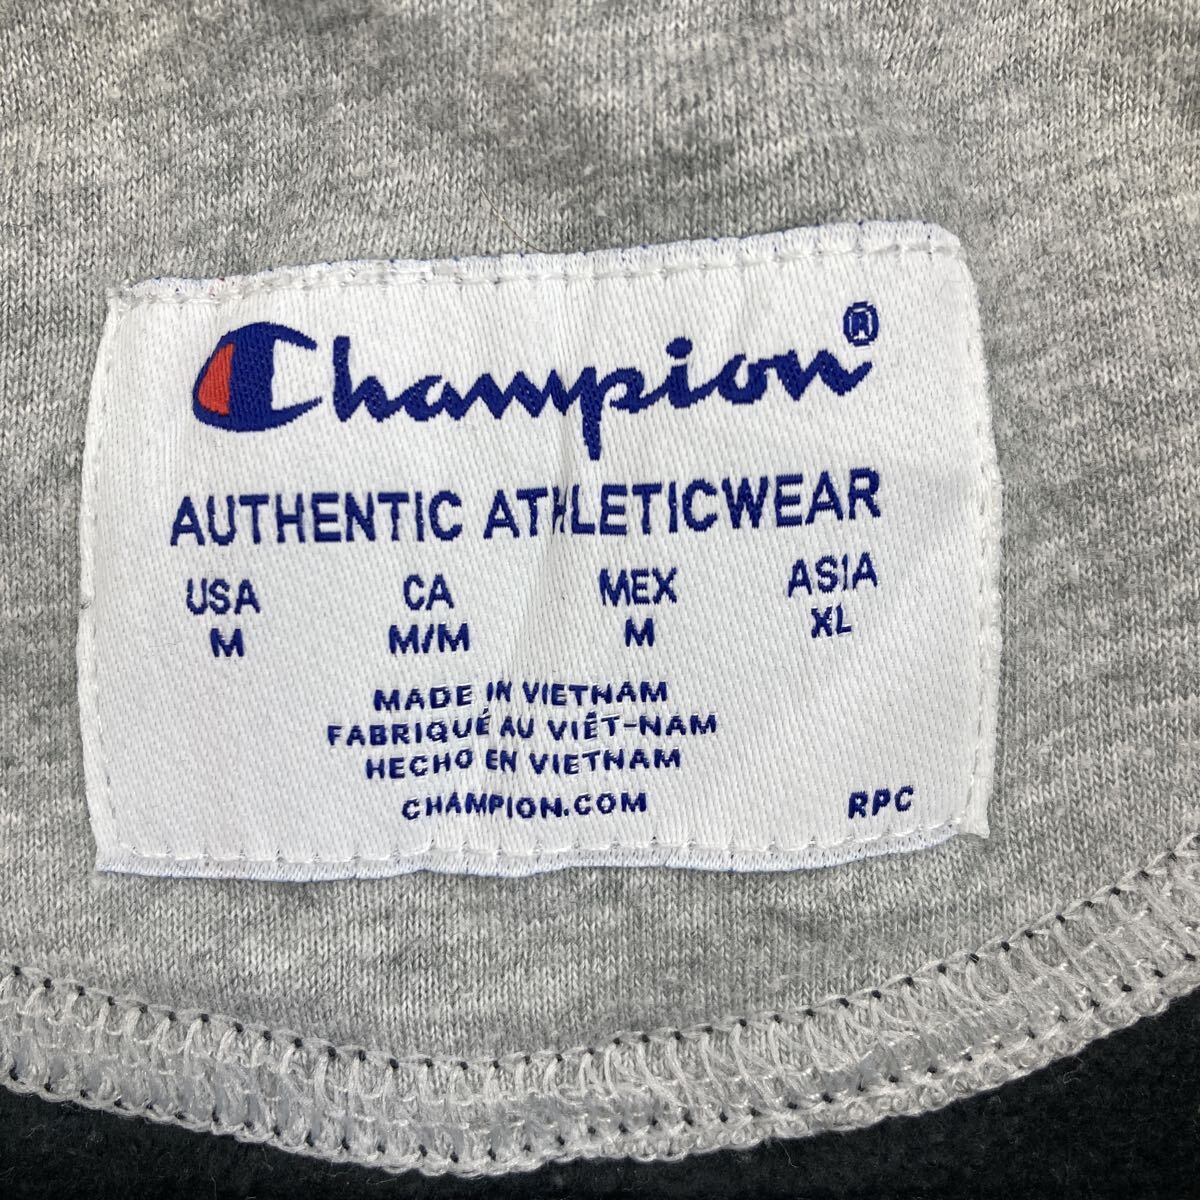 Champion®
AUTHENTIC ATHLETICWEAR
USA CA MEX ASIA
M M/M M XL
MADE IN VIETNAM
FABRIQUÉ AU VIÊT-NAM
HECHO EN VIETNAM
CHAMPION.COM RPC